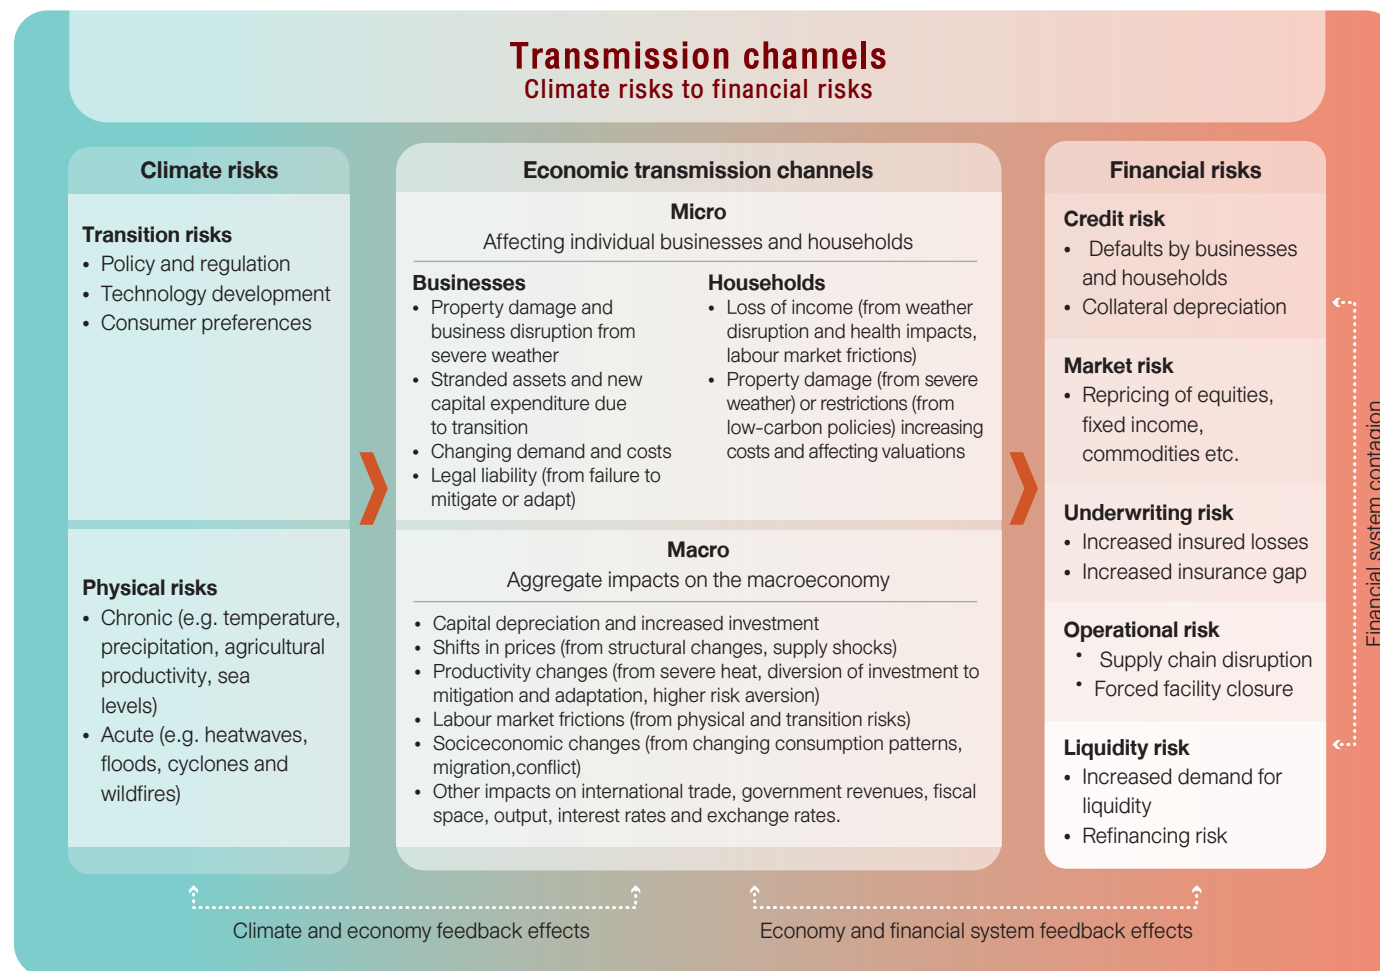 Transmission channels
Climate risks to financial risks
Climate risks
Transition risks
• Policy and regulation
• Technology development
• Consumer preferences
Physical risks
• Chronic (e.g. temperature,
precipitation, agricultural
productivity, sea
levels)
• Acute (e.g. heatwaves,
floods, cyclones and
wildfires)
Economic transmission channels
Micro
Affecting individual businesses and households
Businesses
• Property damage and
business disruption from
severe weather
• Stranded assets and new
capital expenditure due
to transition
• Changing demand and costs
• Legal liability (from failure to
mitigate or adapt)
Households
• Loss of income (from weather
disruption and health impacts,
labour market frictions)
• Property damage (from severe
weather) or restrictions (from
low-carbon policies) increasing
costs and affecting valuations
Macro
Aggregate impacts on the macroeconomy
• Capital depreciation and increased investment
• Shifts in prices (from structural changes, supply shocks)
• Productivity changes (from severe heat, diversion of investment to
mitigation and adaptation, higher risk aversion)
• Labour market frictions (from physical and transition risks)
• Socieconomic changes (from changing consumption patterns,
migration,conflict)
• Other impacts on international trade, government revenues, fiscal
space, output, interest rates and exchange rates.
Financial risks
Credit risk
• Defaults by businesses
and households
• Collateral depreciation
Market risk
• Repricing of equities,
fixed income,
commodities etc.
Underwriting risk
• Increased insured losses
• Increased insurance gap
Operational risk
• Supply chain disruption
• Forced facility closure
Liquidity risk
• Increased demand for
liquidity
• Refinancing risk
Financial system contagion
Climate and economy feedback effects
Economy and financial system feedback effects